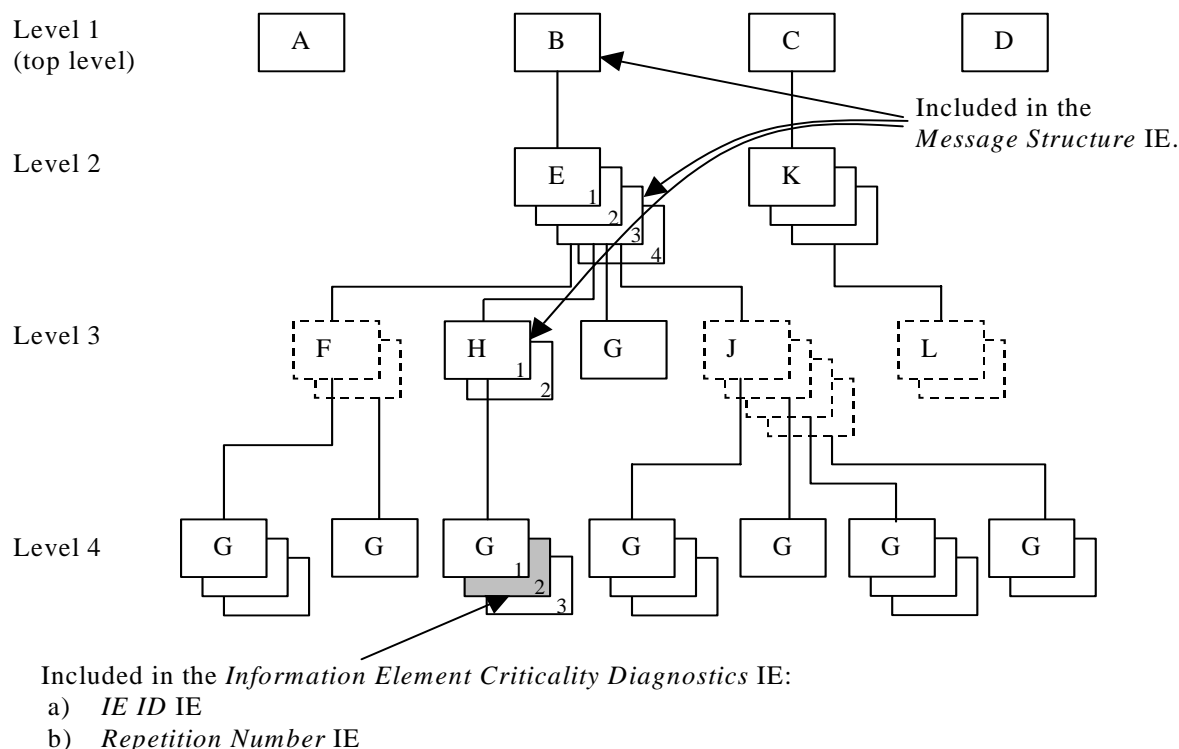 Level 1
(top level)
A
B
C
D
Included in the
Message Structure IE.
Level 2
E
1
2
3
4
K
Level 3
F
H
1
2
G
J
L
Level 4
G
G
G
1
2
3
G
G
G
G
Included in the Information Element Criticality Diagnostics IE:
a) IE ID IE
b) Repetition Number IE